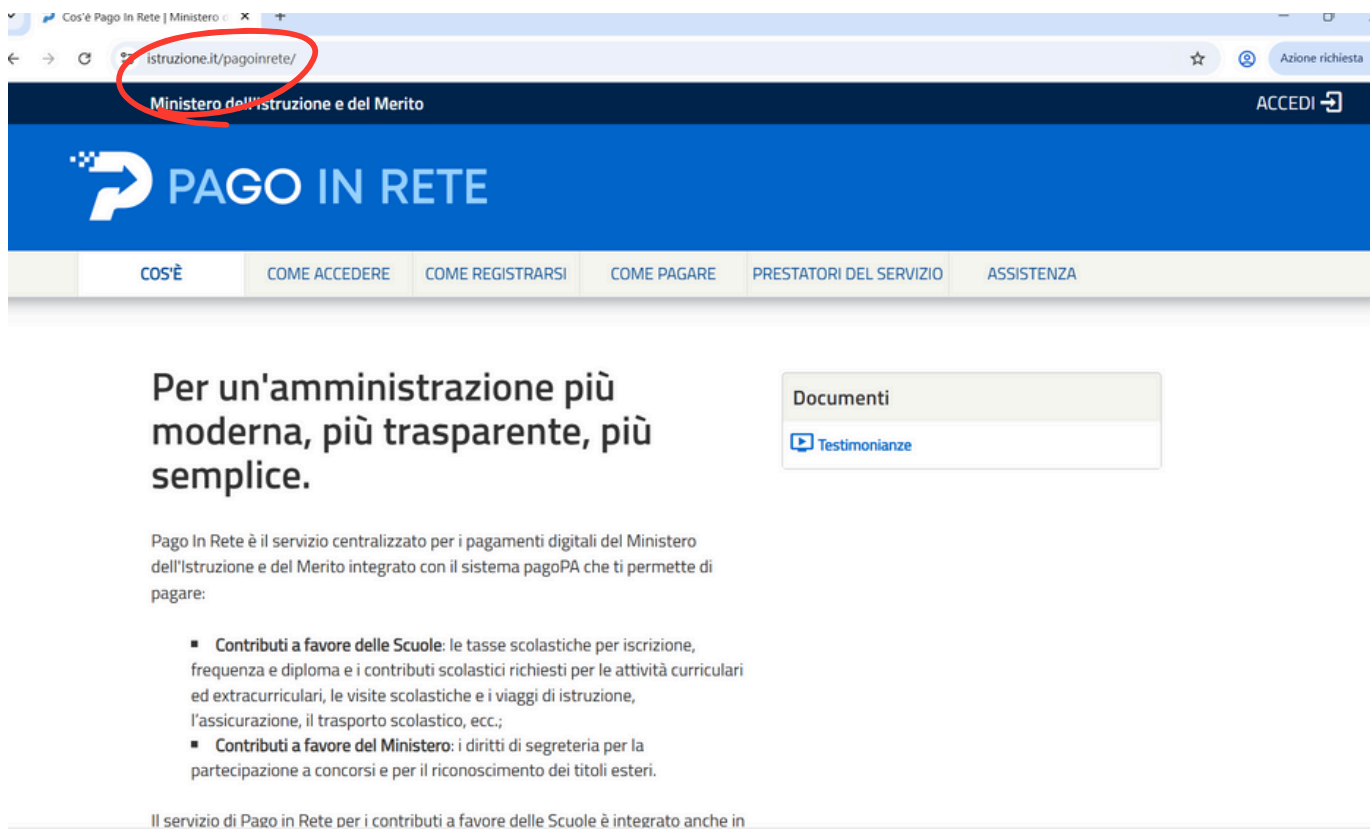 Cos'è Pago In Rete | Ministero
istruzione.it/pagoinrete/
Azione richiesta
Ministero dell'Istruzione e del Merito
ACCEDI
PAGO IN RETE
COS'È COME ACCEDERE COME REGISTRARSI COME PAGARE PRESTATORI DEL SERVIZIO ASSISTENZA
Per un'amministrazione più
moderna, più trasparente, più
semplice.
Documenti
Testimonianze
Pago In Rete è il servizio centralizzato per i pagamenti digitali del Ministero
dell'Istruzione e del Merito integrato con il sistema pagoPA che ti permette di
pagare:
Contributi a favore delle Scuole: le tasse scolastiche per iscrizione,
frequenza e diploma e i contributi scolastici richiesti per le attività curriculari
ed extracurriculari, le visite scolastiche e i viaggi di istruzione,
l'assicurazione, il trasporto scolastico, ecc.;
Contributi a favore del Ministero: i diritti di segreteria per la
partecipazione a concorsi e per il riconoscimento dei titoli esteri.
Il servizio di Pago in Rete per i contributi a favore delle Scuole è integrato anche in